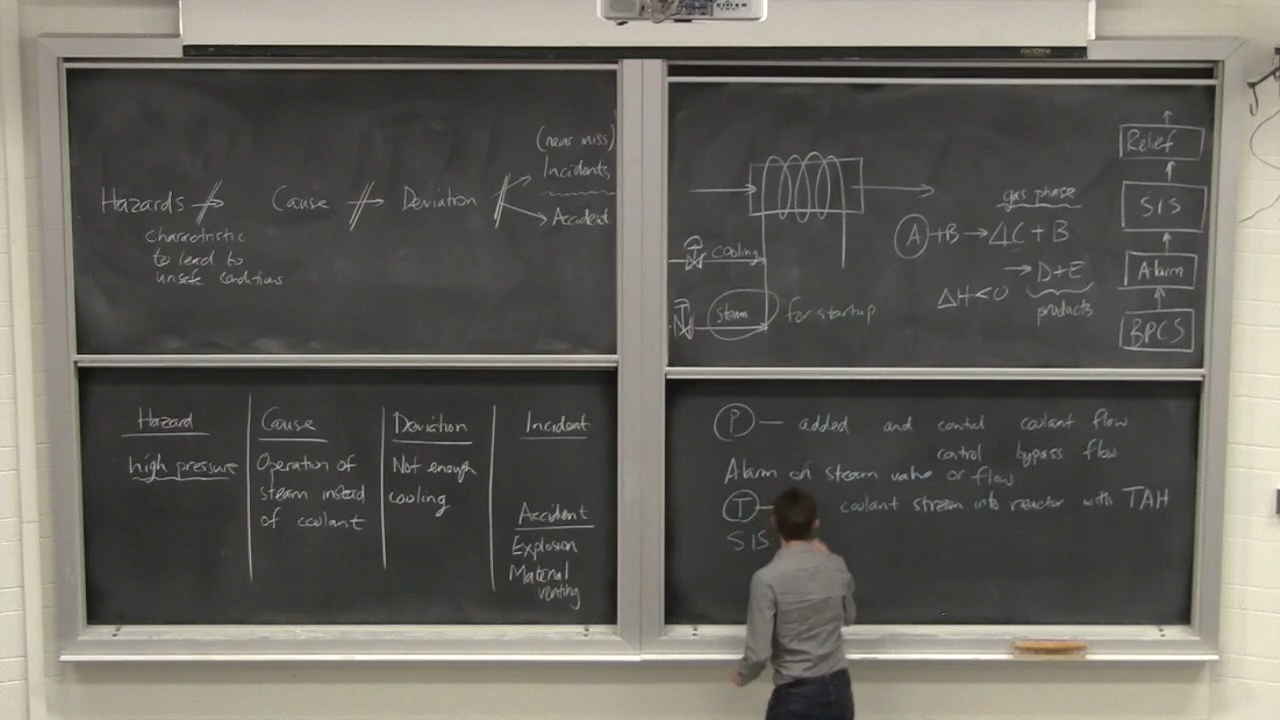 (near miss)
Incidents
Hazards
Cause
Deviation
Accident
Characteristic
to lead to
unsafe conditions
Hazard
Cause
Deviation
Incident
high pressure
Operation of
steam instead
of coolant
Not enough
cooling
Accident
Explosion
Material
venting
cooling
steam
for startup
gas phase
A + B → 4C + B
→ D + E
ΔH < 0
products
Relief
SIS
Alarm
BPCS
P — added and control coolant flow
control bypass flow
Alarm on steam valve or flow
T — coolant stream into reactor with TAH
SIS